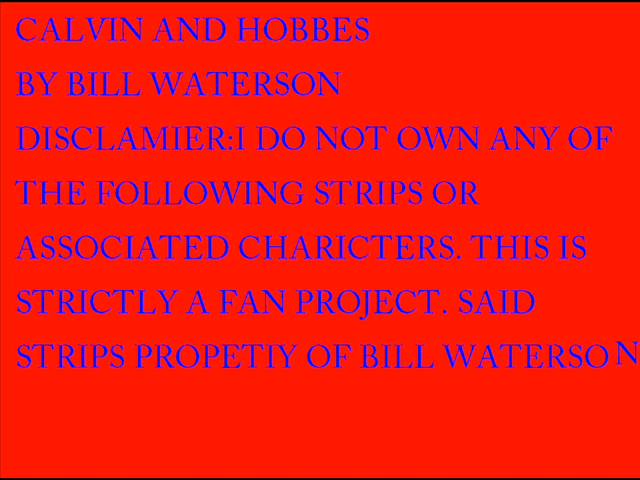 CALVIN AND HOBBES
BY BILL WATERSON
DISCLAMIER:I DO NOT OWN ANY OF
THE FOLLOWING STRIPS OR
ASSOCIATED CHARICTERS. THIS IS
STRICTLY A FAN PROJECT. SAID
STRIPS PROPETIY OF BILL WATERSON